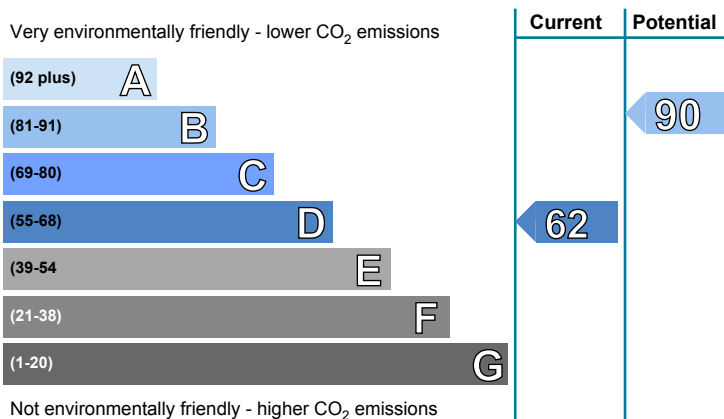 Very environmentally friendly - lower CO2 emissions
Current
Potential
(92 plus) A
(81-91) B
90
(69-80) C
(55-68) D
62
(39-54 E
(21-38) F
(1-20) G
Not environmentally friendly - higher CO2 emissions